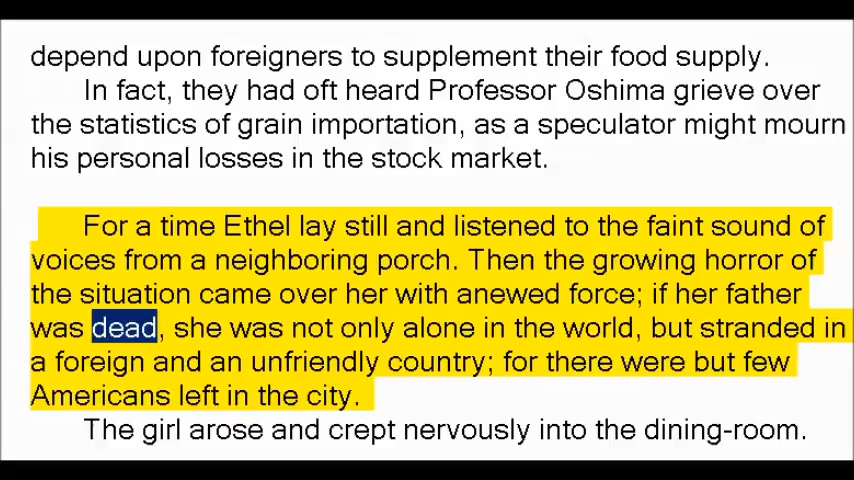 depend upon foreigners to supplement their food supply.
In fact, they had oft heard Professor Oshima grieve over
the statistics of grain importation, as a speculator might mourn
his personal losses in the stock market.
For a time Ethel lay still and listened to the faint sound of
voices from a neighboring porch. Then the growing horror of
the situation came over her with anewed force; if her father
was dead, she was not only alone in the world, but stranded in
a foreign and an unfriendly country; for there were but few
Americans left in the city.
The girl arose and crept nervously into the dining-room.